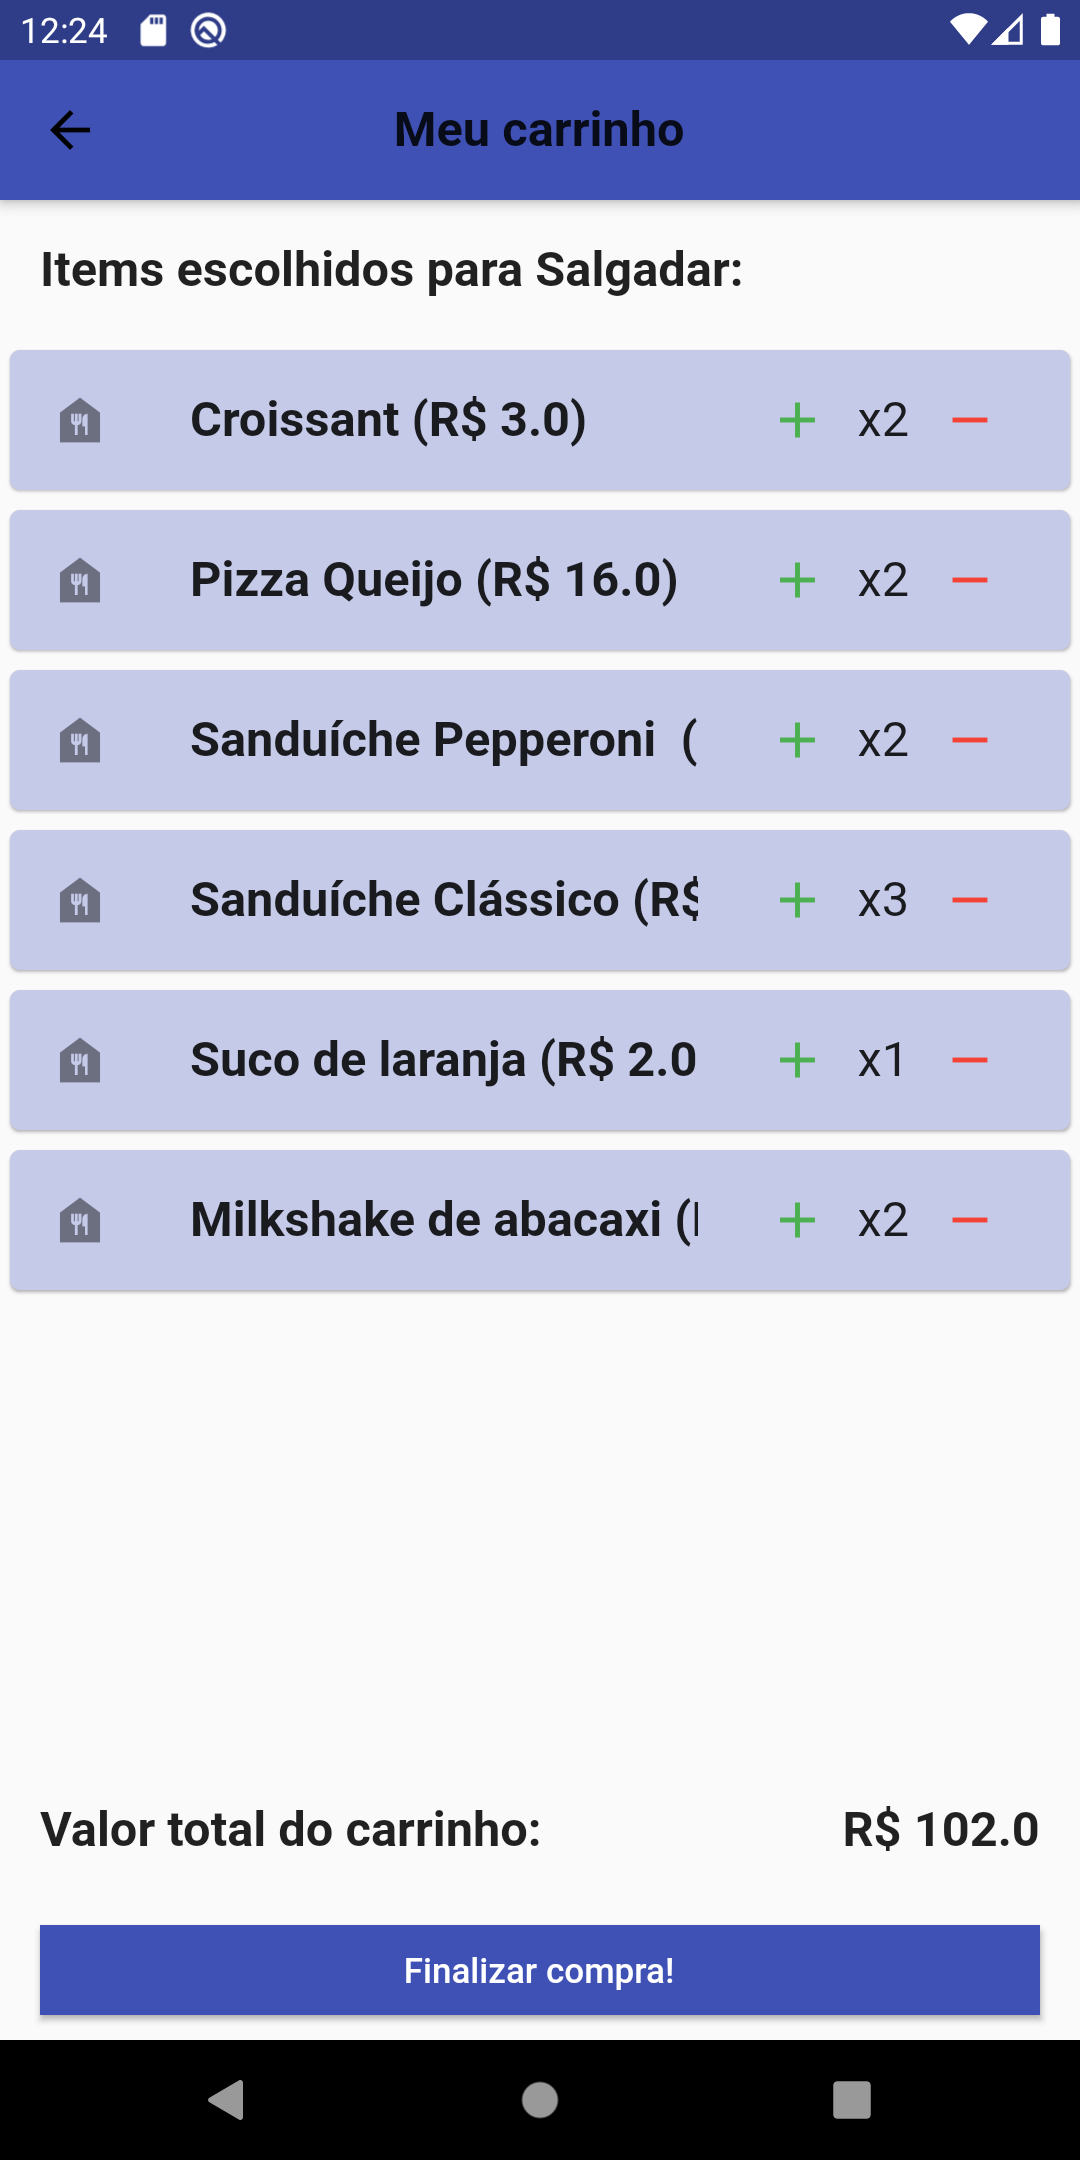 12:24
Meu carrinho
Items escolhidos para Salgadar:
Croissant (R$ 3.0)
x2
Pizza Queijo (R$ 16.0)
x2
Sanduíche Pepperoni (
x2
Sanduíche Clássico (R$
x3
Suco de laranja (R$ 2.0
x1
Milkshake de abacaxi (
x2
Valor total do carrinho:
R$ 102.0
Finalizar compra!